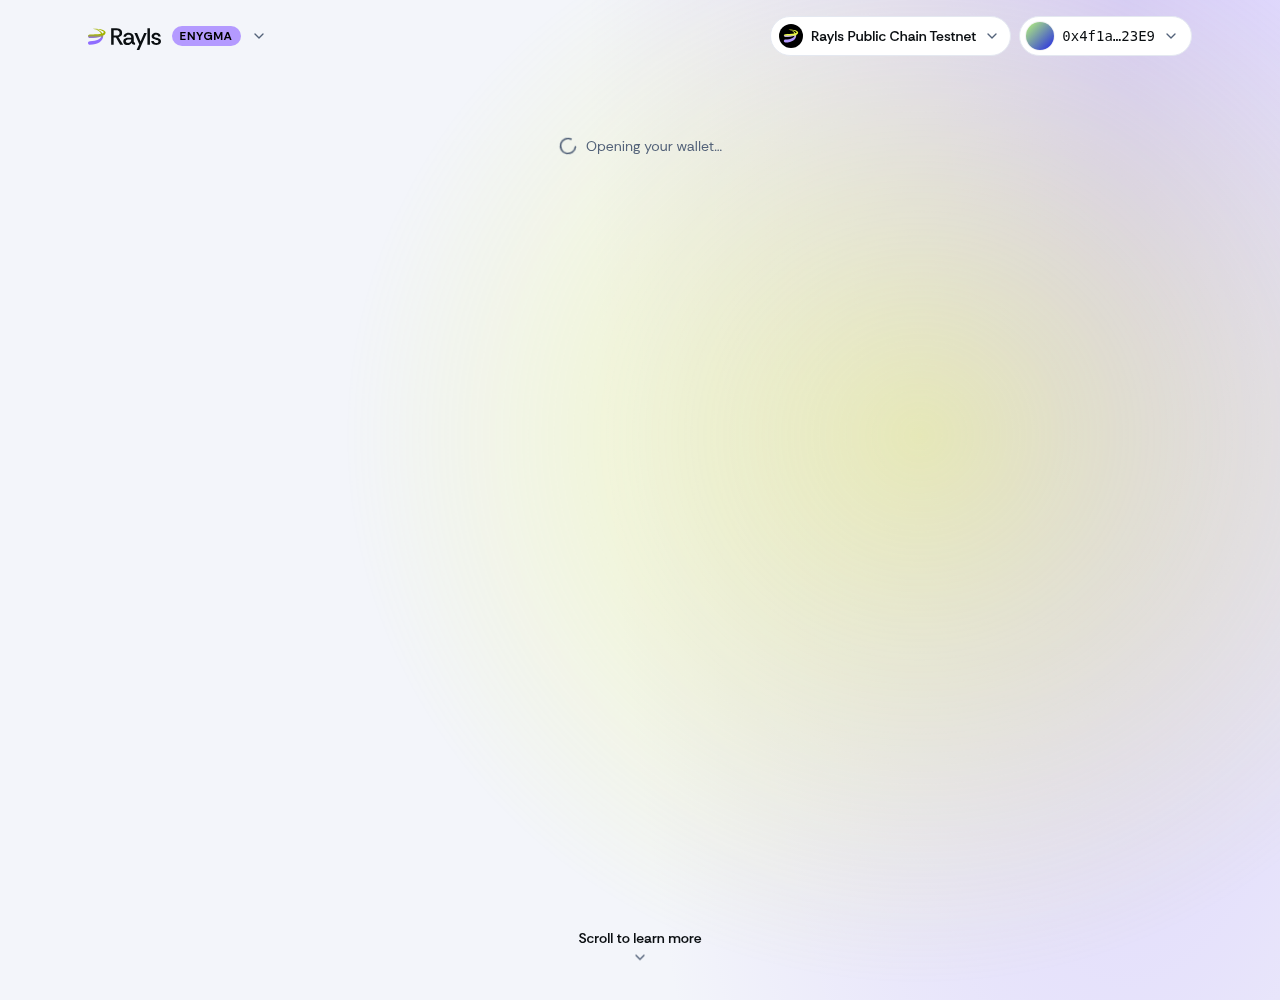 Rayls ENYGMA
Rayls Public Chain Testnet
0x4f1a…23E9
Opening your wallet…
Scroll to learn more